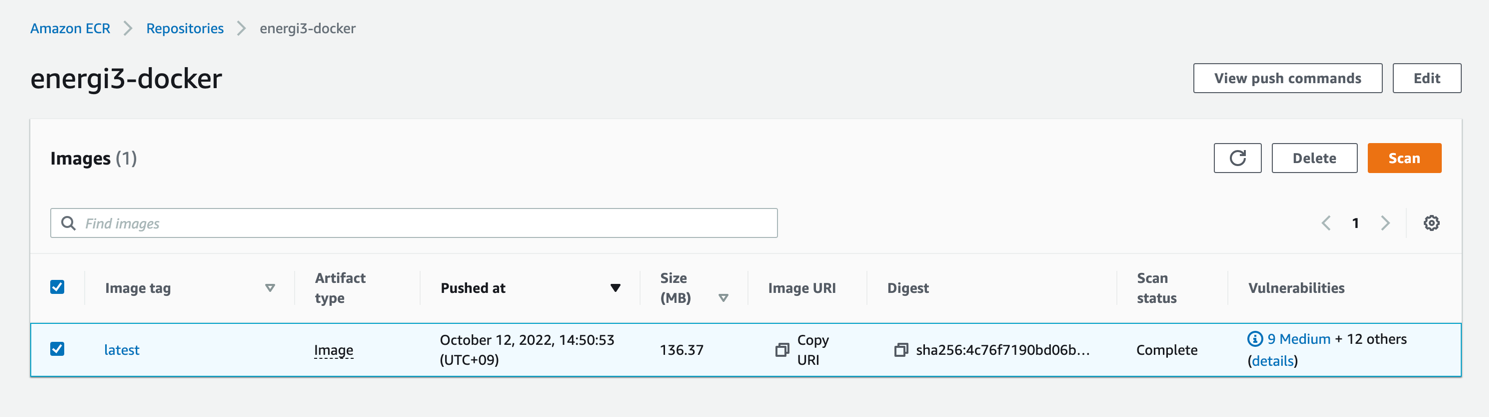 Amazon ECR > Repositories > energi3-docker
energi3-docker
View push commands
Edit
Images (1)
Delete
Scan
Find images
1
Image tag
Artifact type
Pushed at
Size (MB)
Image URI
Digest
Scan status
Vulnerabilities
latest
Image
October 12, 2022, 14:50:53
(UTC+09)
136.37
Copy
URI
sha256:4c76f7190bd06b...
Complete
9 Medium + 12 others
(details)